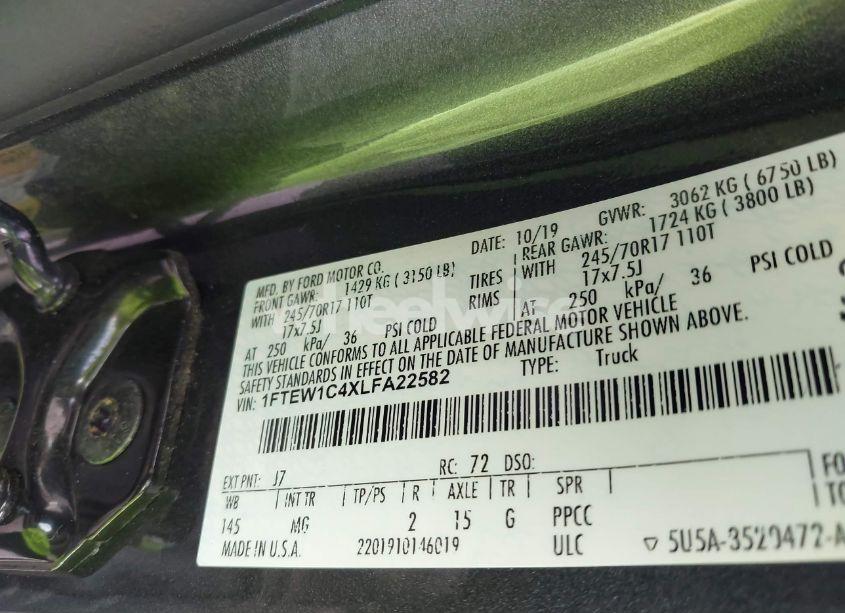 MFD. BY FORD MOTOR CO. DATE: 10/19 GVWR: 3062 KG ( 6750 LB)
FRONT GAWR: 1429 KG ( 3150 LB) REAR GAWR: 1724 KG ( 3800 LB)
WITH 245/70R17 110T TIRES WITH 245/70R17 110T
17x7.5J RIMS 17x7.5J
AT 250 kPa/ 36 PSI COLD AT 250 kPa/ 36 PSI COLD
THIS VEHICLE CONFORMS TO ALL APPLICABLE FEDERAL MOTOR VEHICLE
SAFETY STANDARDS IN EFFECT ON THE DATE OF MANUFACTURE SHOWN ABOVE.
VIN: 1FTEW1C4XLFA22582 TYPE: Truck
EXT PNT: J7 RC: 72 DSO:
WB INT TR TP/PS R AXLE TR SPR
145 MG 2 15 G PPCC
MADE IN U.S.A. 2201910146019 ULC ▽ 5U5A-3520472-A